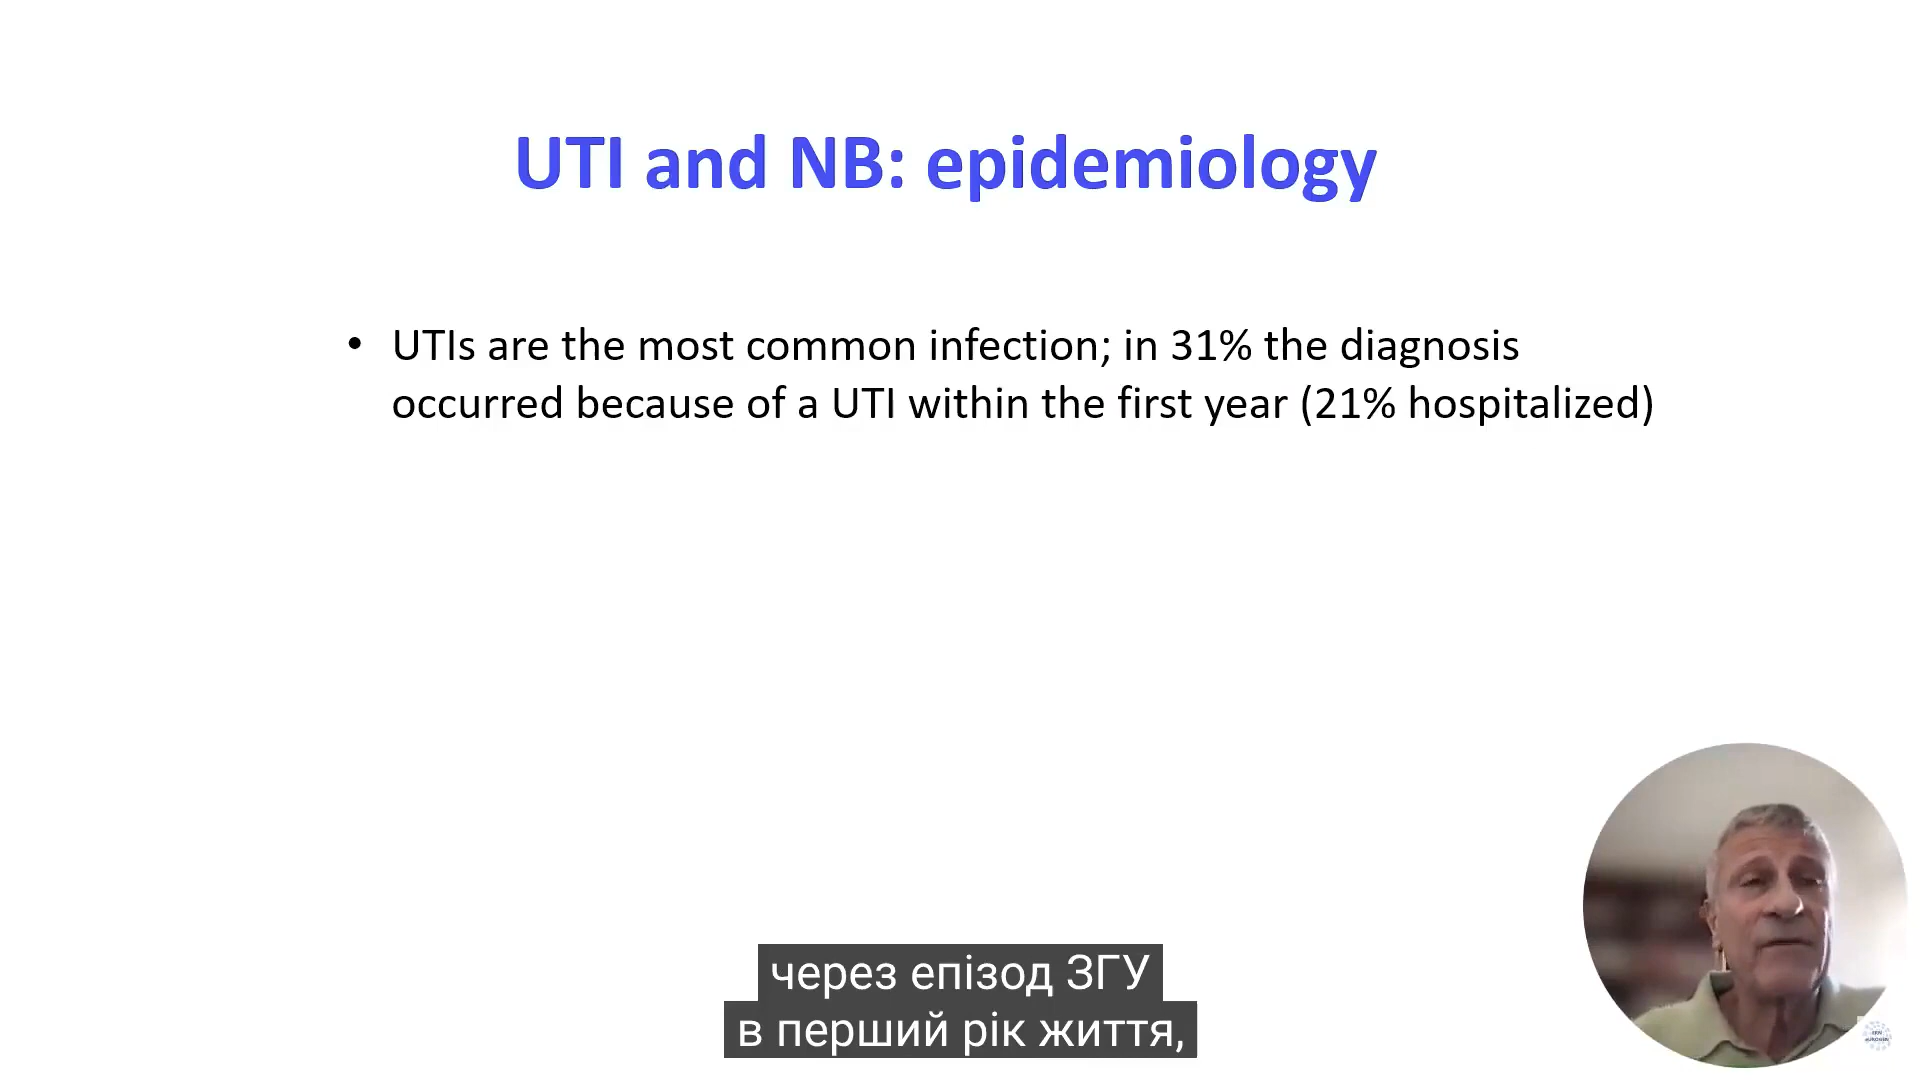 UTI and NB: epidemiology
• UTIs are the most common infection; in 31% the diagnosis
occurred because of a UTI within the first year (21% hospitalized)
через епізод ЗГУ
в перший рік життя,